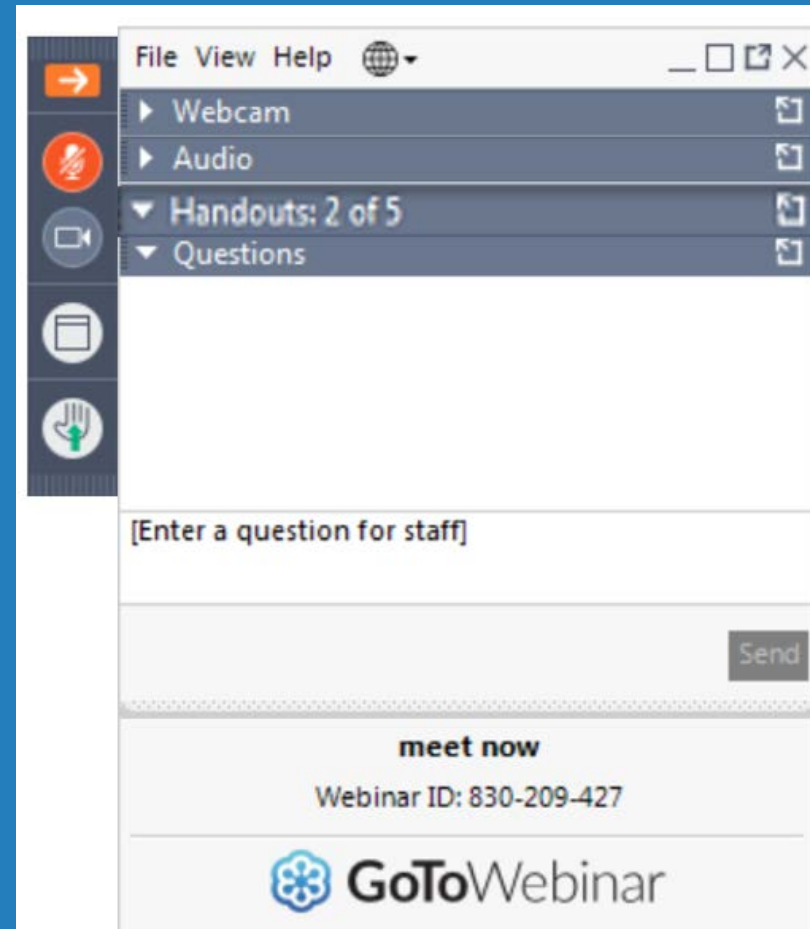 File View Help
Webcam
Audio
Handouts: 2 of 5
Questions
[Enter a question for staff]
Send
meet now
Webinar ID: 830-209-427
GoToWebinar